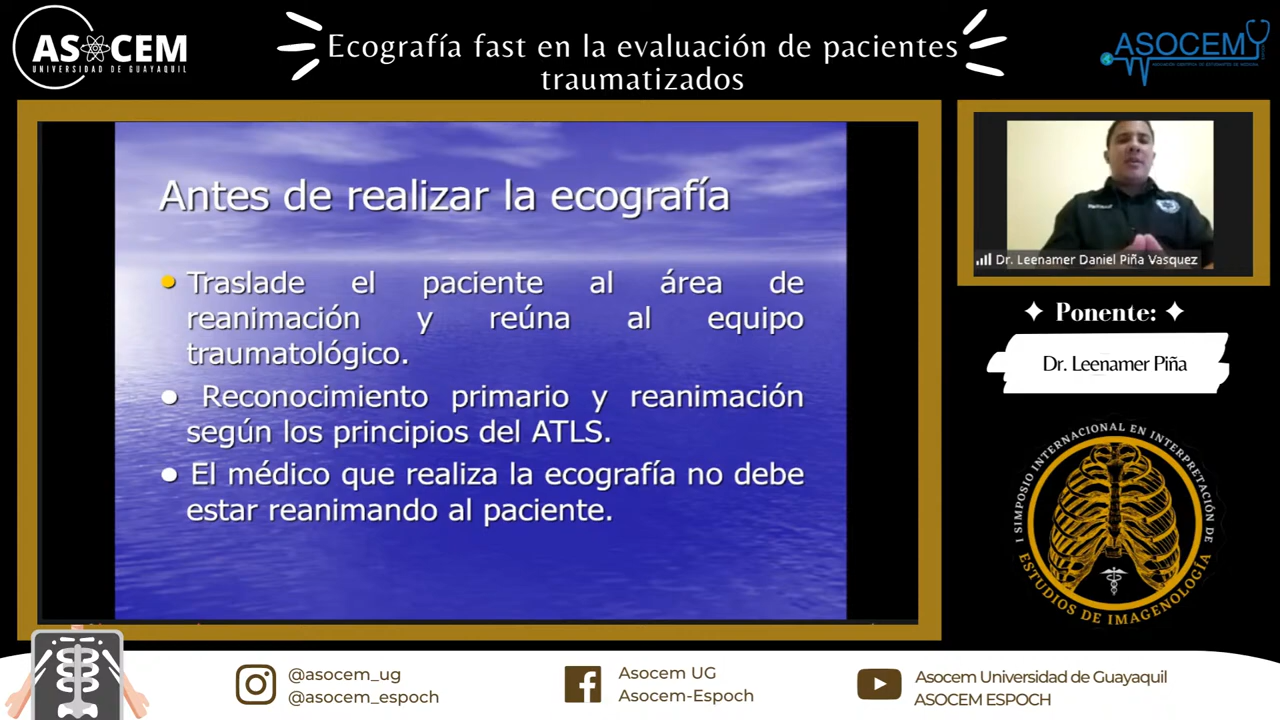 ASOCEM
UNIVERSIDAD DE GUAYAQUIL
Ecografía fast en la evaluación de pacientes
traumatizados
ASOCEM
Antes de realizar la ecografía
• Traslade el paciente al área de
reanimación y reúna al equipo
traumatológico.
• Reconocimiento primario y reanimación
según los principios del ATLS.
• El médico que realiza la ecografía no debe
estar reanimando al paciente.
Dr. Leenamer Daniel Piña Vasquez
Ponente:
Dr. Leenamer Piña
I SIMPOSIO INTERNACIONAL EN INTERPRETACIÓN DE
ESTUDIOS DE IMAGENOLOGÍA
@asocem_ug
@asocem_espoch
Asocem UG
Asocem-Espoch
Asocem Universidad de Guayaquil
ASOCEM ESPOCH